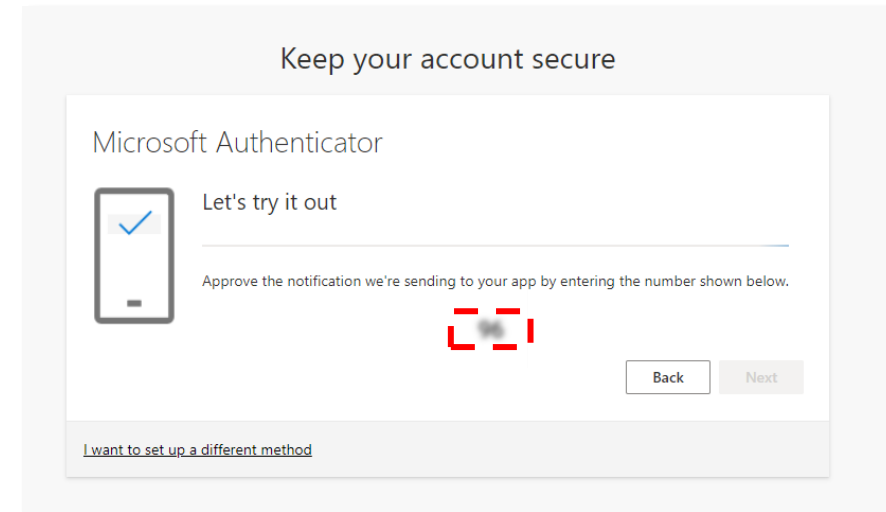 Keep your account secure
Microsoft Authenticator
Let's try it out
Approve the notification we're sending to your app by entering the number shown below.
96
Back
Next
I want to set up a different method